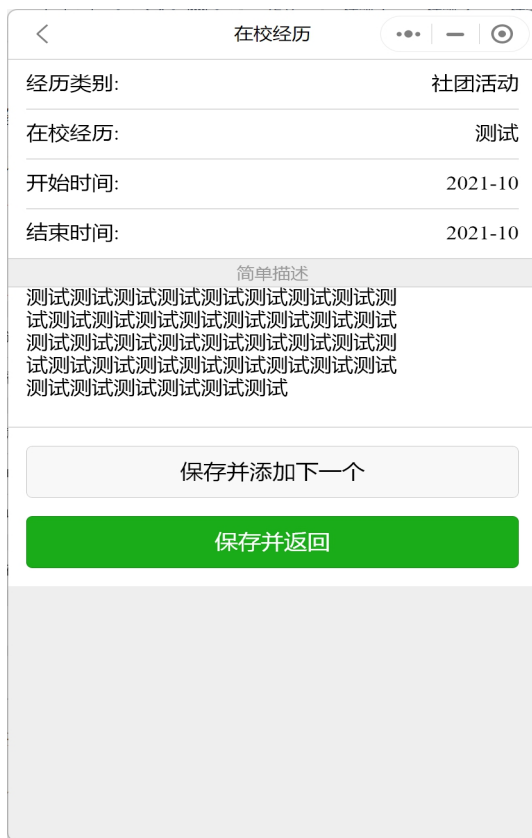 在校经历
经历类别: 社团活动
在校经历: 测试
开始时间: 2021-10
结束时间: 2021-10
简单描述
测试测试测试测试测试测试测试测试测
试测试测试测试测试测试测试测试测试
测试测试测试测试测试测试测试测试测
试测试测试测试测试测试测试测试测试
测试测试测试测试测试测试
保存并添加下一个
保存并返回